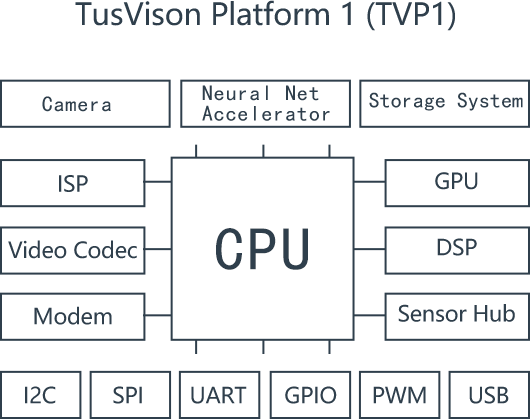 TusVison Platform 1 (TVP1)
Camera
Neural Net
Accelerator
Storage System
ISP
GPU
Video Codec
CPU
DSP
Modem
Sensor Hub
I2C
SPI
UART
GPIO
PWM
USB